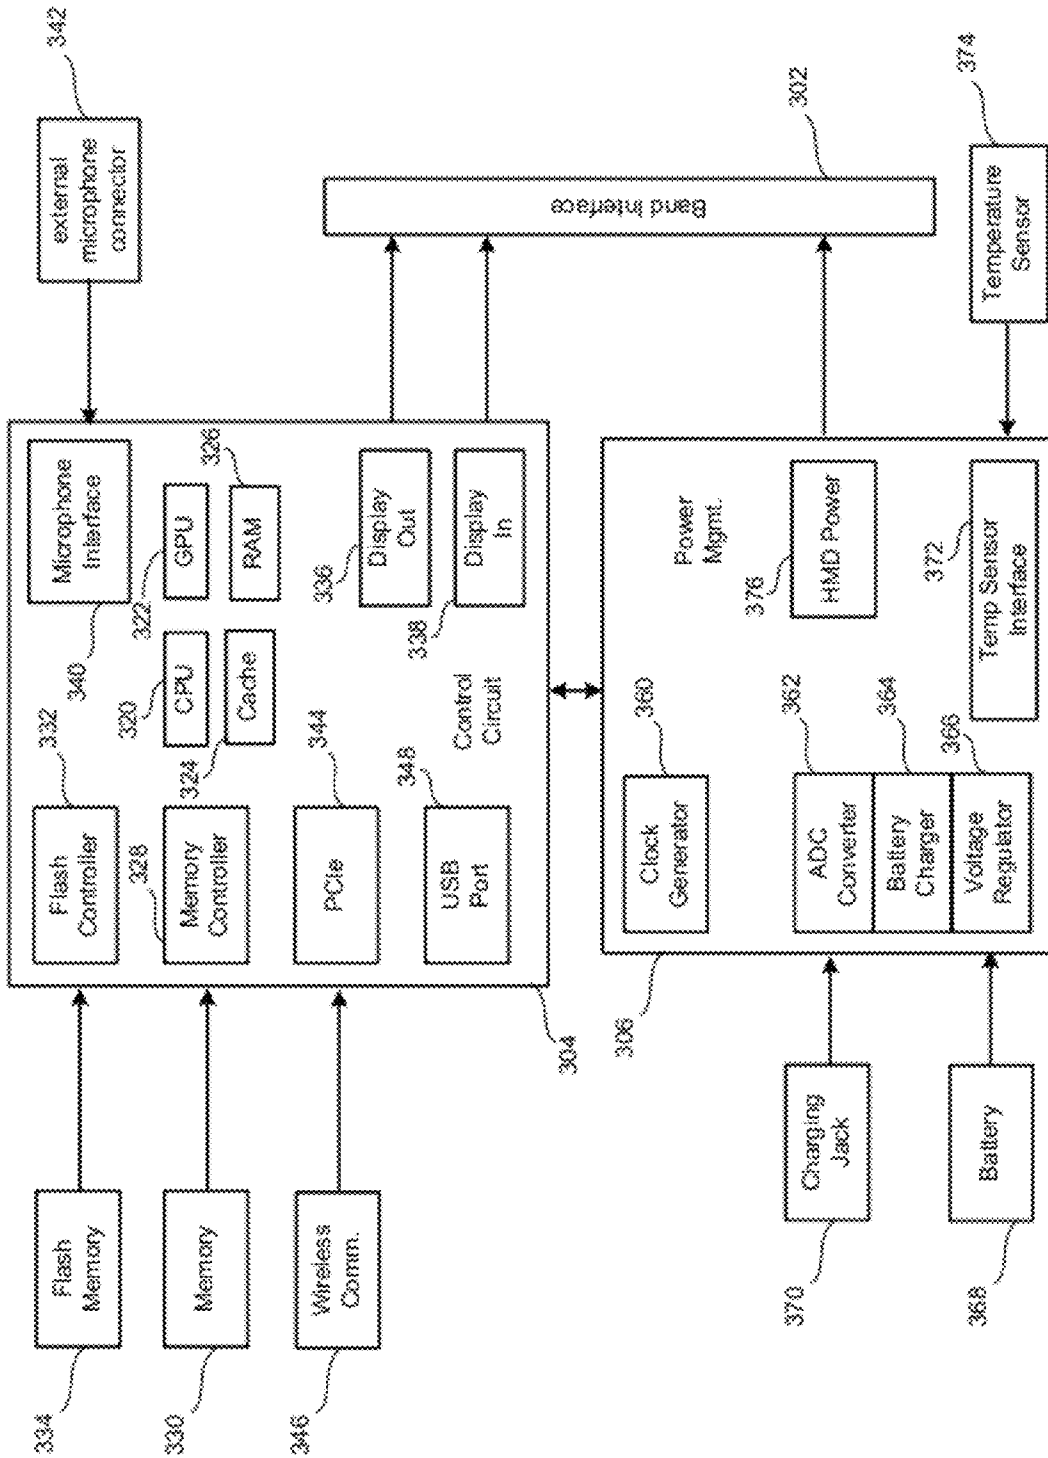 334
Flash
Memory
330
Memory
346
Wireless
Comm.
332
Flash
Controller
328
Memory
Controller
344
PCIe
348
USB
Port
304
340
Microphone
Interface
320
CPU
322
GPU
324
Cache
326
RAM
336
Display
Out
338
Display
In
Control
Circuit
342
external
microphone
connector
302
Band Interface
306
360
Clock
Generator
362
ADC
Converter
364
Battery
Charger
366
Voltage
Regulator
Power
Mgmt.
376
HMD Power
372
Temp Sensor
Interface
374
Temperature
Sensor
370
Charging
Jack
368
Battery